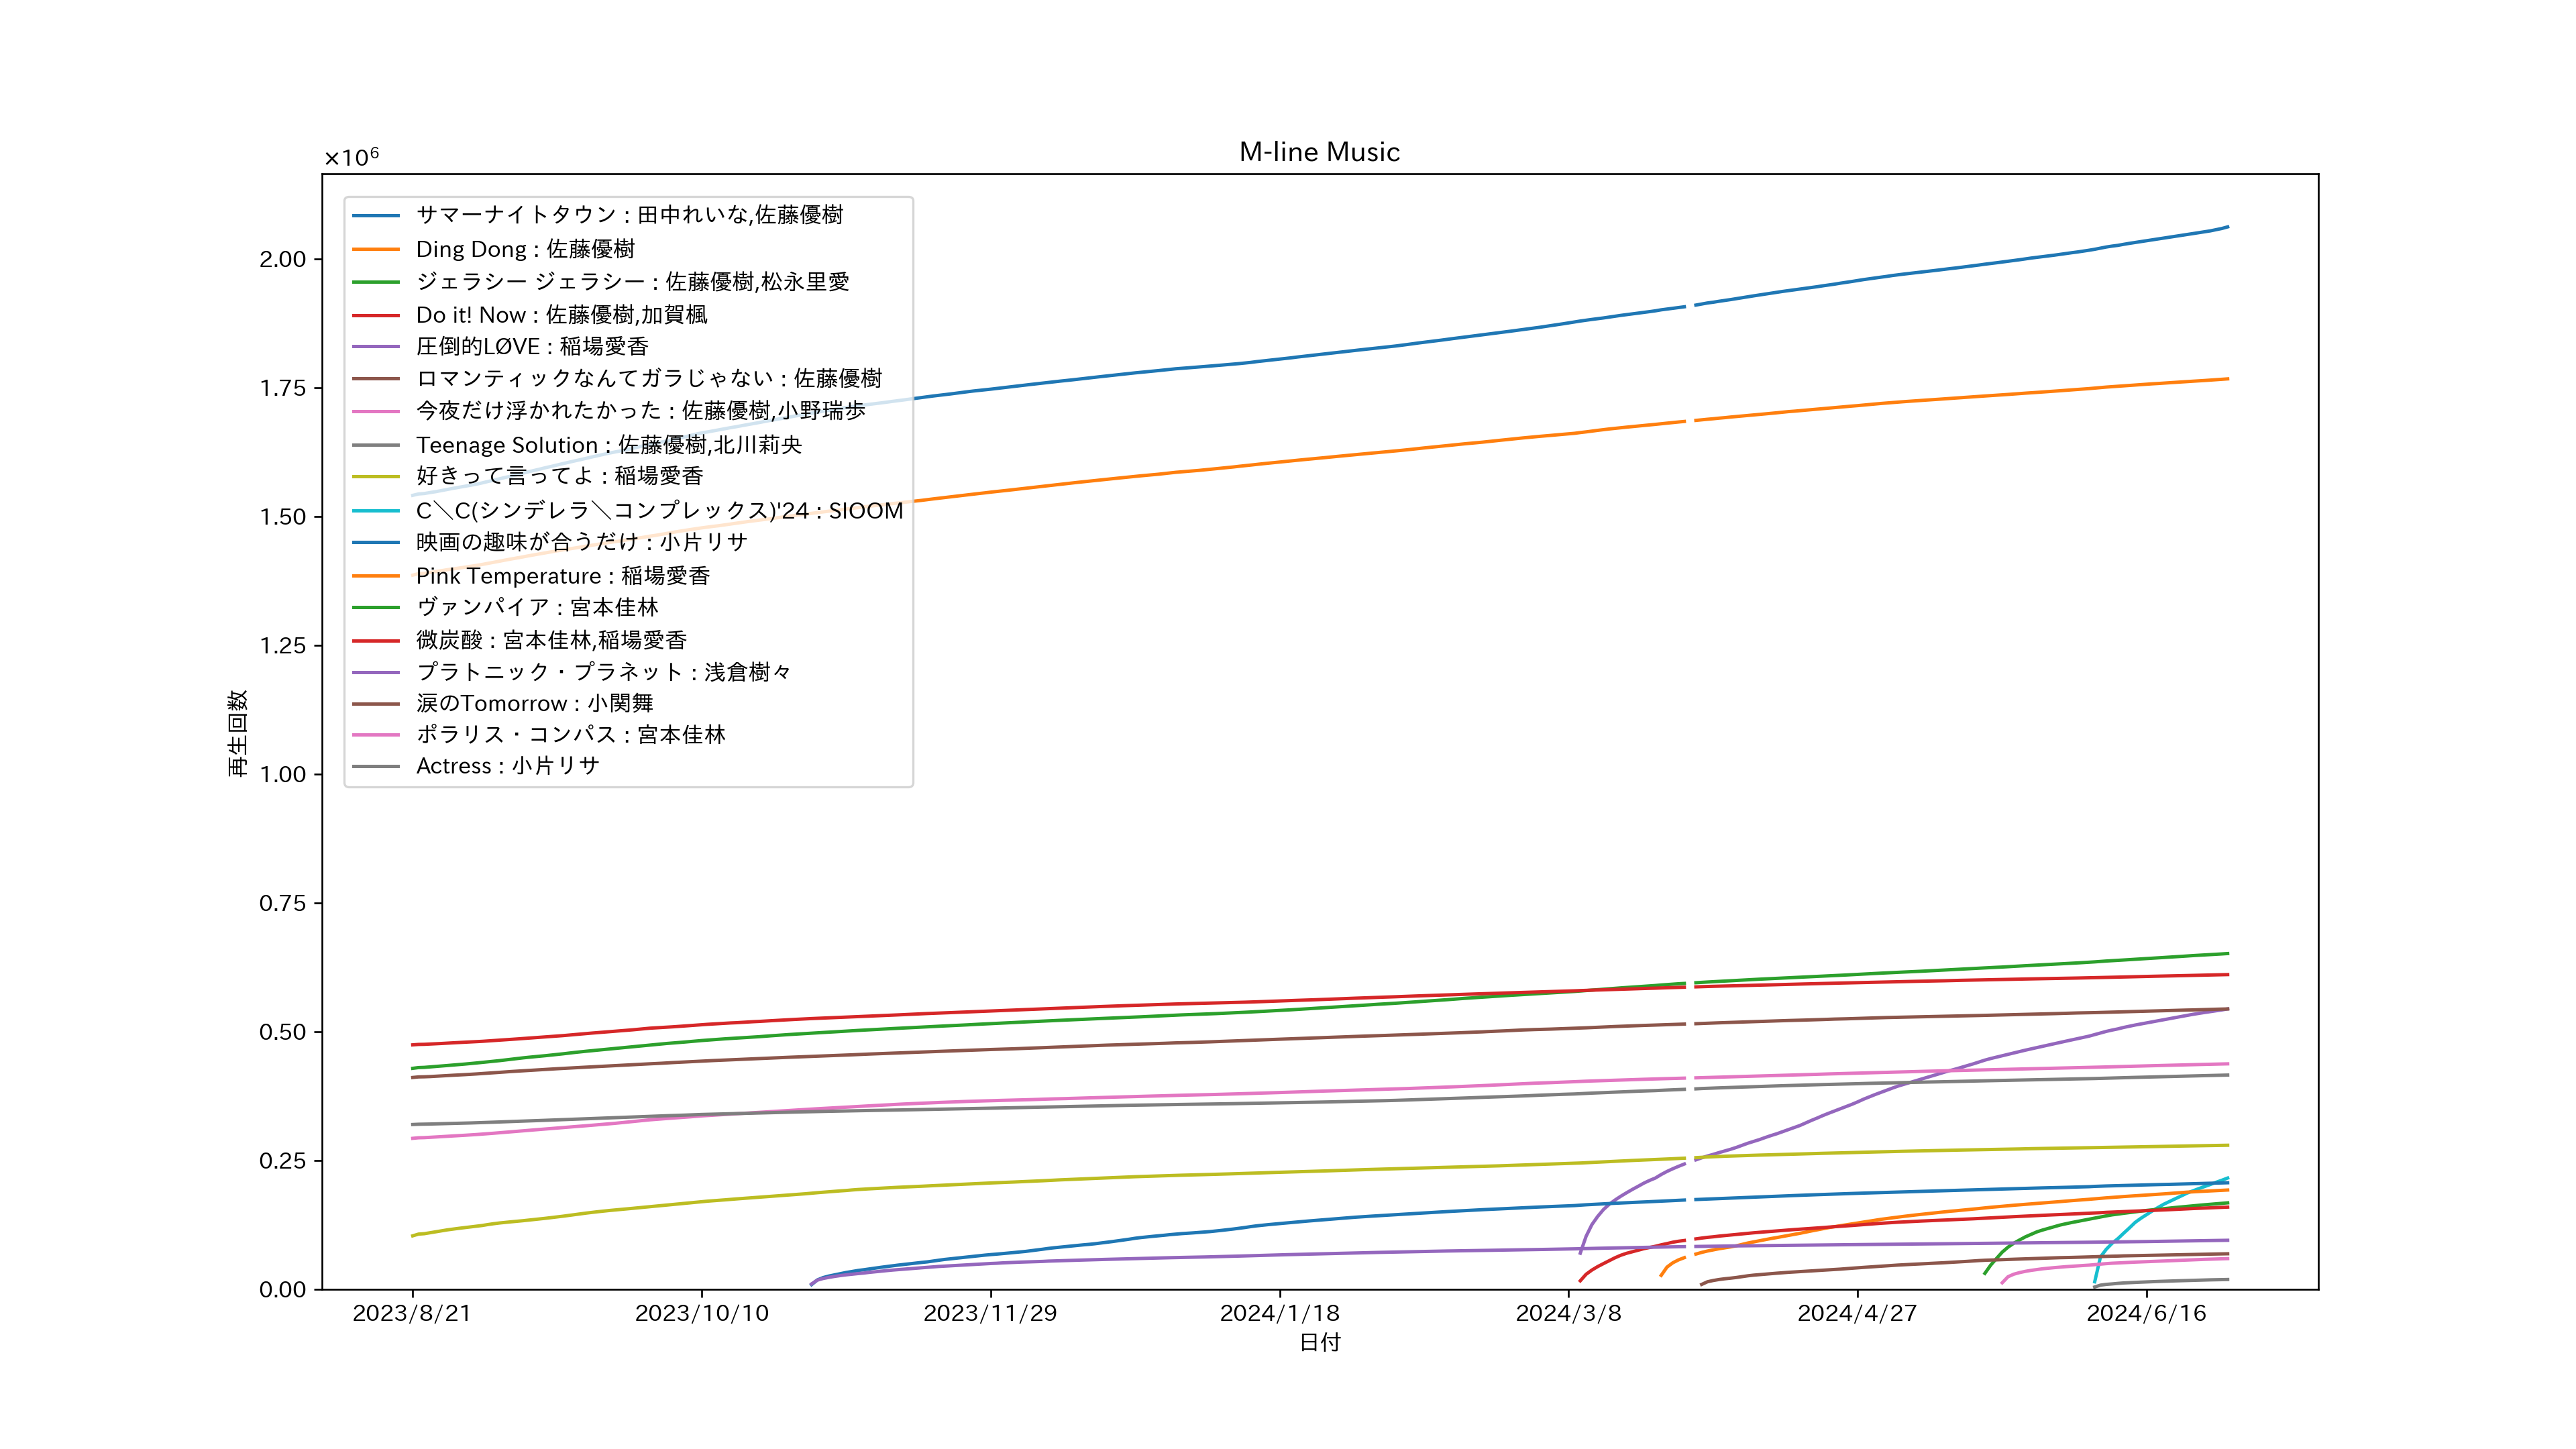 M-line Music
×10⁶
サマーナイトタウン : 田中れいな,佐藤優樹
Ding Dong : 佐藤優樹
ジェラシー ジェラシー : 佐藤優樹,松永里愛
Do it! Now : 佐藤優樹,加賀楓
圧倒的LØVE : 稲場愛香
ロマンティックなんてガラじゃない : 佐藤優樹
今夜だけ浮かれたかった : 佐藤優樹,小野瑞歩
Teenage Solution : 佐藤優樹,北川莉央
好きって言ってよ : 稲場愛香
C＼C(シンデレラ＼コンプレックス)'24 : SIOOM
映画の趣味が合うだけ : 小片リサ
Pink Temperature : 稲場愛香
ヴァンパイア : 宮本佳林
微炭酸 : 宮本佳林,稲場愛香
プラトニック・プラネット : 浅倉樹々
涙のTomorrow : 小関舞
ポラリス・コンパス : 宮本佳林
Actress : 小片リサ
2.00
1.75
1.50
1.25
1.00
0.75
0.50
0.25
0.00
再生回数
2023/8/21 2023/10/10 2023/11/29 2024/1/18 2024/3/8 2024/4/27 2024/6/16
日付